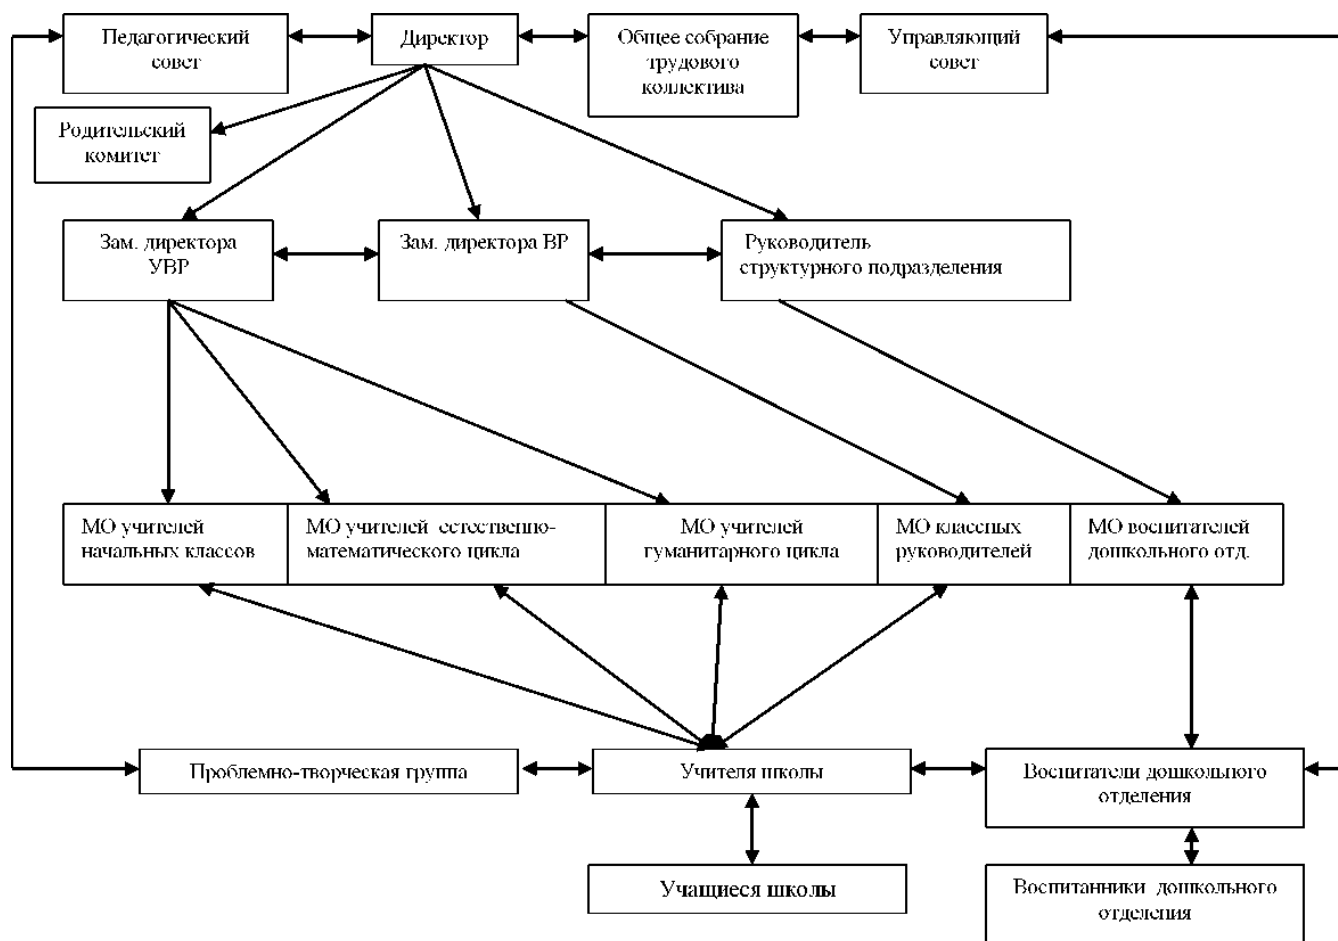 Педагогический
совет
Директор
Общее собрание
трудового
коллектива
Управляющий
совет
Родительский
комитет
Зам. директора
УВР
Зам. директора ВР
Руководитель
структурного подразделения
МО учителей
начальных классов
МО учителей естественно-
математического цикла
МО учителей
гуманитарного цикла
МО классных
руководителей
МО воспитателей
дошкольного отд.
Проблемно-творческая группа
Учителя школы
Воспитатели дошкольного
отделения
Учащиеся школы
Воспитанники дошкольного
отделения